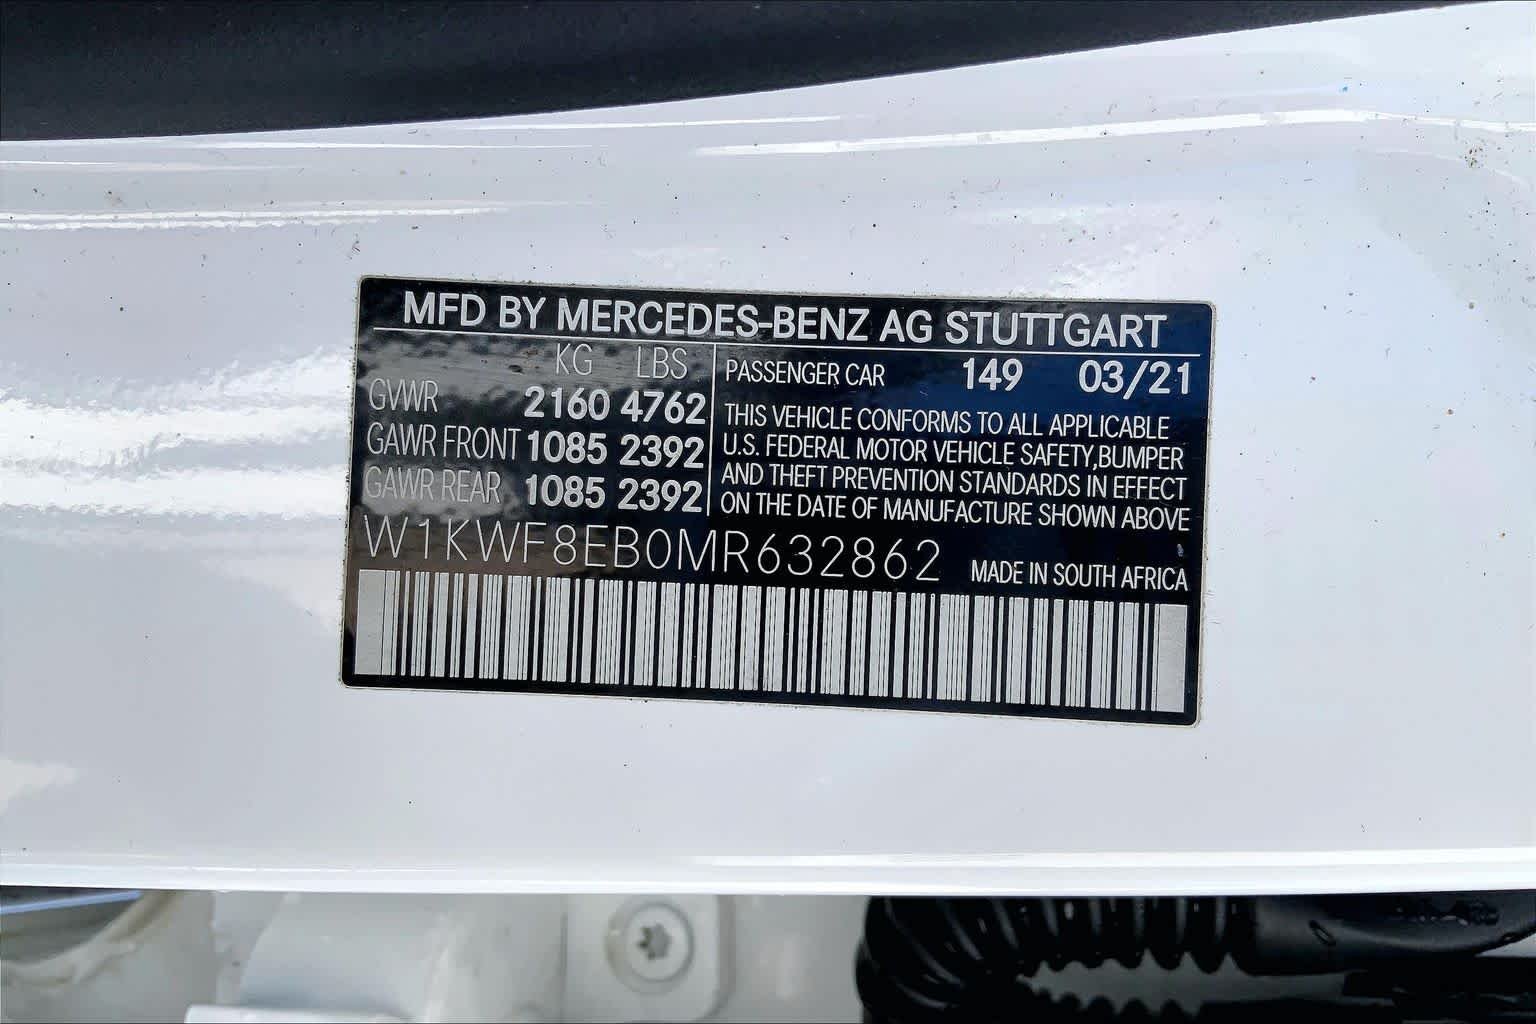 MFD BY MERCEDES-BENZ AG STUTTGART
KG LBS
GVWR 2160 4762
GAWR FRONT 1085 2392
GAWR REAR 1085 2392
PASSENGER CAR 149 03/21
THIS VEHICLE CONFORMS TO ALL APPLICABLE
U.S. FEDERAL MOTOR VEHICLE SAFETY,BUMPER
AND THEFT PREVENTION STANDARDS IN EFFECT
ON THE DATE OF MANUFACTURE SHOWN ABOVE
W1KWF8EB0MR632862
MADE IN SOUTH AFRICA